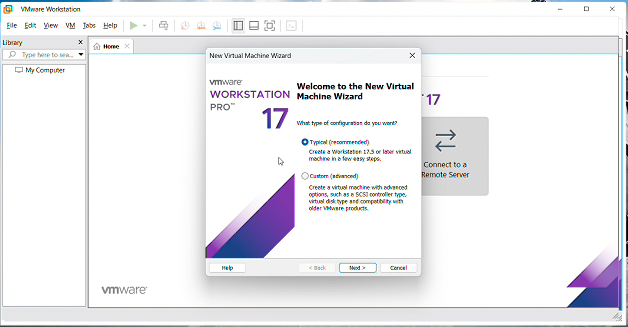 VMware Workstation
File Edit View VM Tabs Help
Library
Type here to sea...
My Computer
Home
17
Connect to a
Remote Server
vmware
New Virtual Machine Wizard
vmware
WORKSTATION
PRO™
17
Welcome to the New Virtual
Machine Wizard
What type of configuration do you want?
Typical (recommended)
Create a Workstation 17.5 or later virtual
machine in a few easy steps.
Custom (advanced)
Create a virtual machine with advanced
options, such as a SCSI controller type,
virtual disk type and compatibility with
older VMware products.
Help
< Back
Next >
Cancel